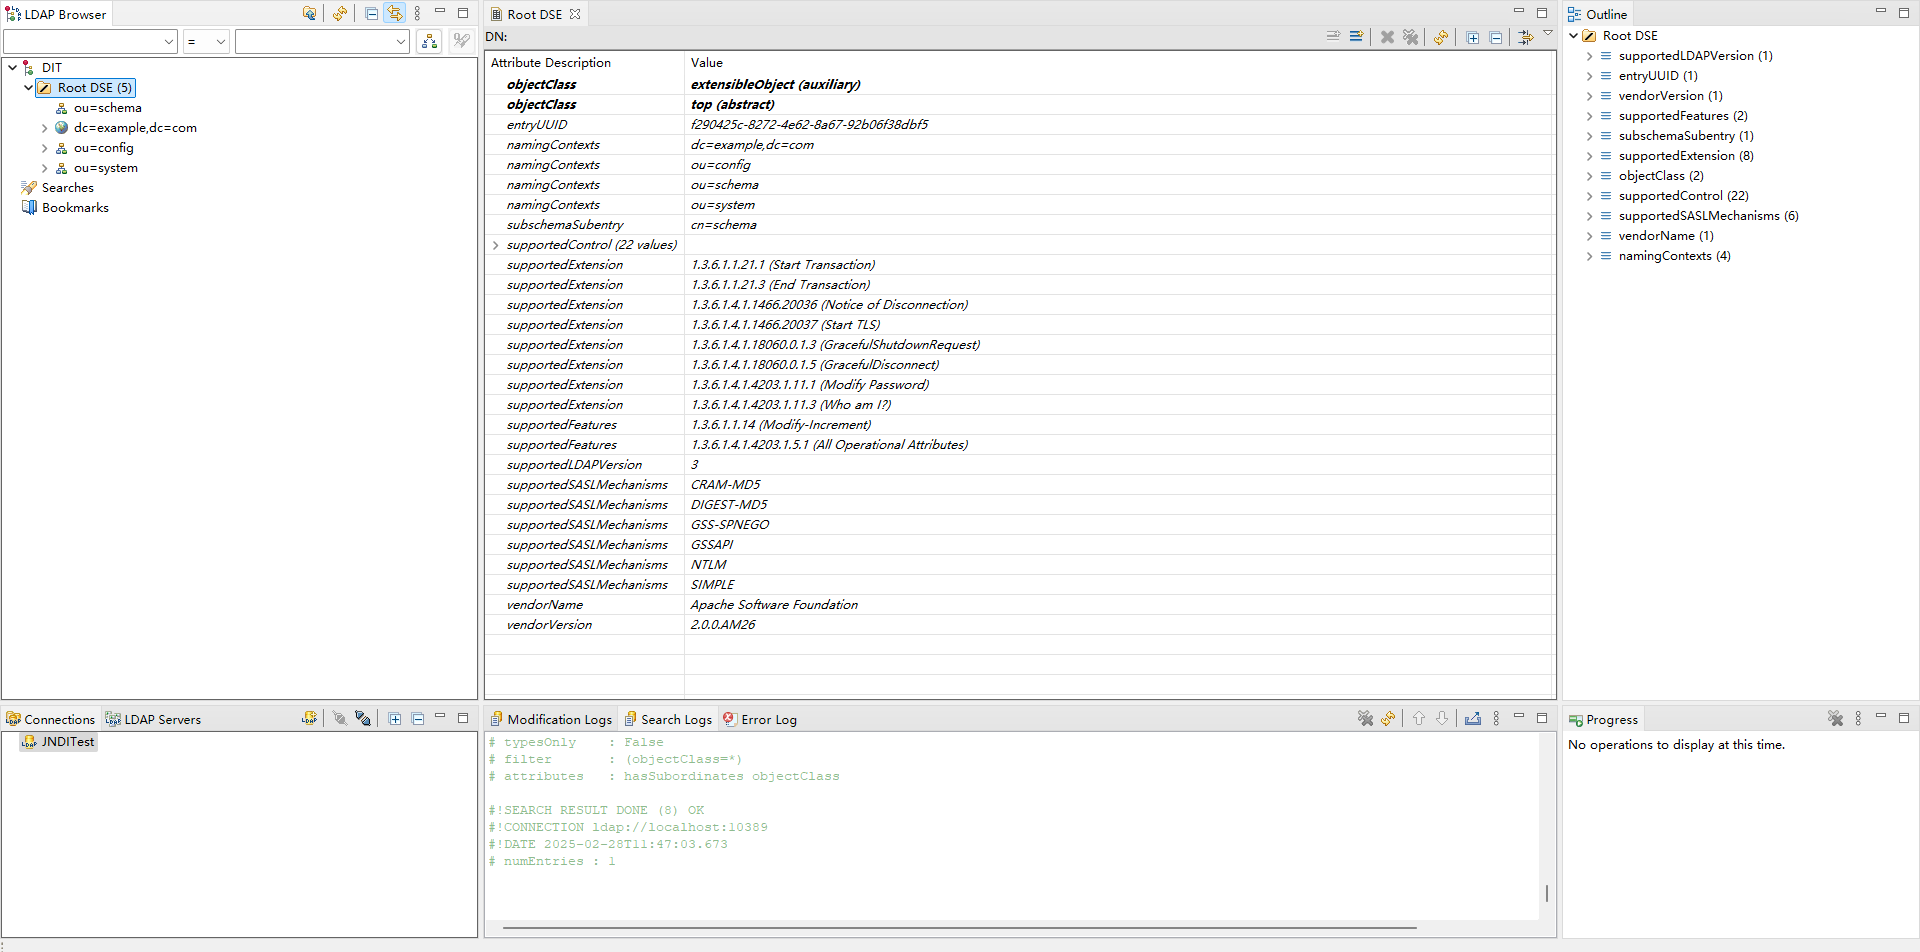 LDAP Browser
=
DIT
Root DSE (5)
ou=schema
dc=example,dc=com
ou=config
ou=system
Searches
Bookmarks
Root DSE
DN:
Attribute Description Value
objectClass extensibleObject (auxiliary)
objectClass top (abstract)
entryUUID f290425c-8272-4e62-8a67-92b06f38dbf5
namingContexts dc=example,dc=com
namingContexts ou=config
namingContexts ou=schema
namingContexts ou=system
subschemaSubentry cn=schema
supportedControl (22 values)
supportedExtension 1.3.6.1.1.21.1 (Start Transaction)
supportedExtension 1.3.6.1.1.21.3 (End Transaction)
supportedExtension 1.3.6.1.4.1.1466.20036 (Notice of Disconnection)
supportedExtension 1.3.6.1.4.1.1466.20037 (Start TLS)
supportedExtension 1.3.6.1.4.1.18060.0.1.3 (GracefulShutdownRequest)
supportedExtension 1.3.6.1.4.1.18060.0.1.5 (GracefulDisconnect)
supportedExtension 1.3.6.1.4.1.4203.1.11.1 (Modify Password)
supportedExtension 1.3.6.1.4.1.4203.1.11.3 (Who am I?)
supportedFeatures 1.3.6.1.1.14 (Modify-Increment)
supportedFeatures 1.3.6.1.4.1.4203.1.5.1 (All Operational Attributes)
supportedLDAPVersion 3
supportedSASLMechanisms CRAM-MD5
supportedSASLMechanisms DIGEST-MD5
supportedSASLMechanisms GSS-SPNEGO
supportedSASLMechanisms GSSAPI
supportedSASLMechanisms NTLM
supportedSASLMechanisms SIMPLE
vendorName Apache Software Foundation
vendorVersion 2.0.0.AM26
Outline
Root DSE
supportedLDAPVersion (1)
entryUUID (1)
vendorVersion (1)
supportedFeatures (2)
subschemaSubentry (1)
supportedExtension (8)
objectClass (2)
supportedControl (22)
supportedSASLMechanisms (6)
vendorName (1)
namingContexts (4)
Connections LDAP Servers
JNDITest
Modification Logs Search Logs Error Log
# typesOnly : False
# filter : (objectClass=*)
# attributes : hasSubordinates objectClass
#!SEARCH RESULT DONE (8) OK
#!CONNECTION ldap://localhost:10389
#!DATE 2025-02-28T11:47:03.673
# numEntries : 1
Progress
No operations to display at this time.